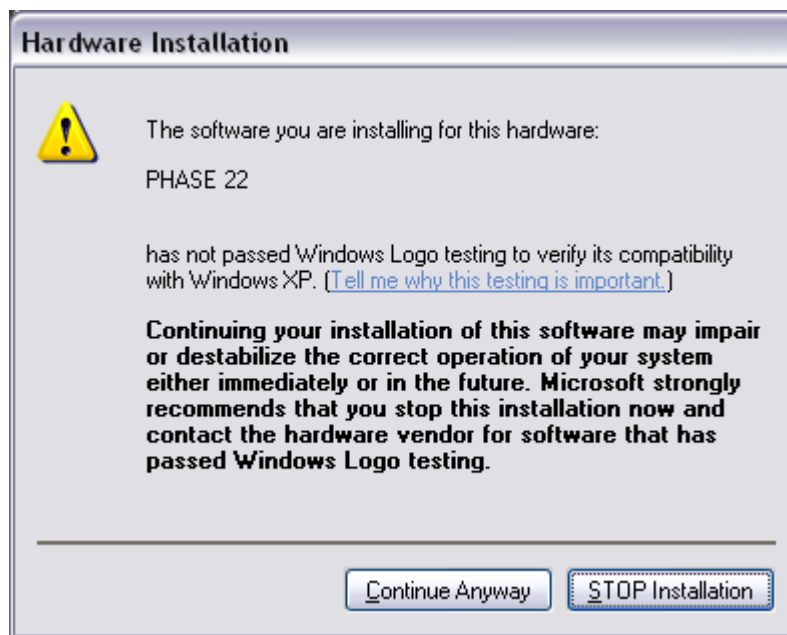 Hardware Installation
The software you are installing for this hardware:
PHASE 22
has not passed Windows Logo testing to verify its compatibility
with Windows XP. (Tell me why this testing is important.)
Continuing your installation of this software may impair
or destabilize the correct operation of your system
either immediately or in the future. Microsoft strongly
recommends that you stop this installation now and
contact the hardware vendor for software that has
passed Windows Logo testing.
Continue Anyway
STOP Installation